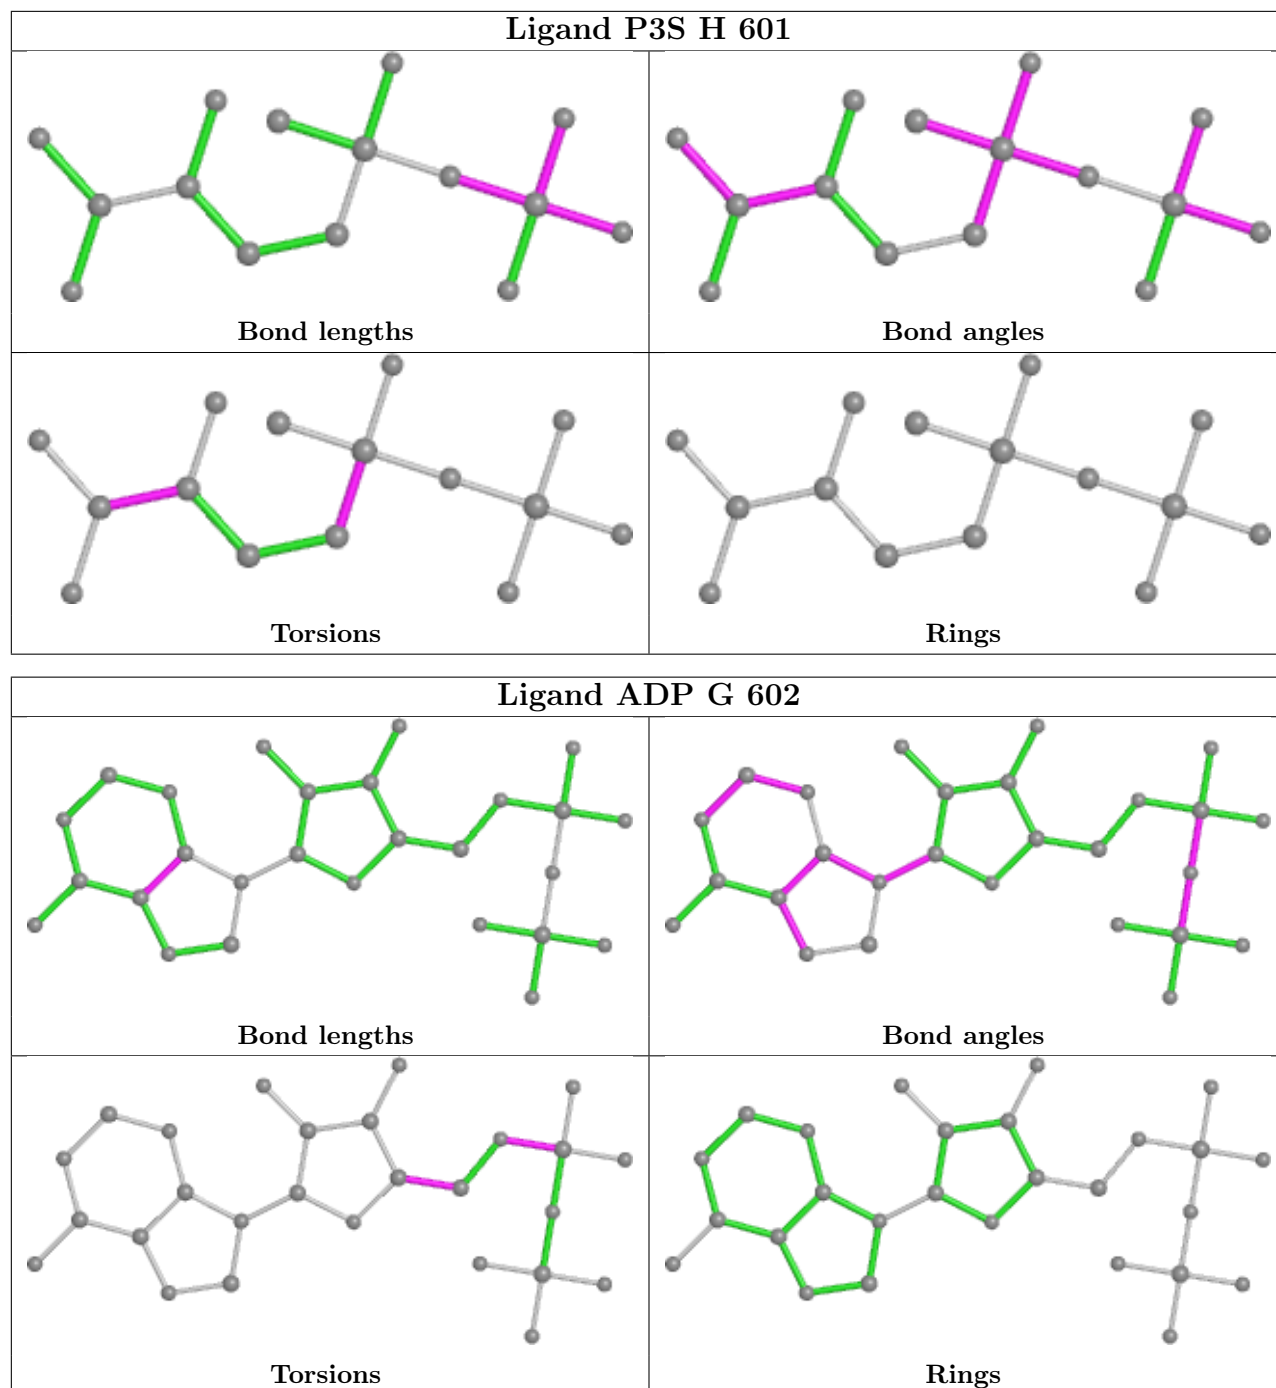 Ligand P3S H 601
Bond lengths
Bond angles
Torsions
Rings
Ligand ADP G 602
Bond lengths
Bond angles
Torsions
Rings